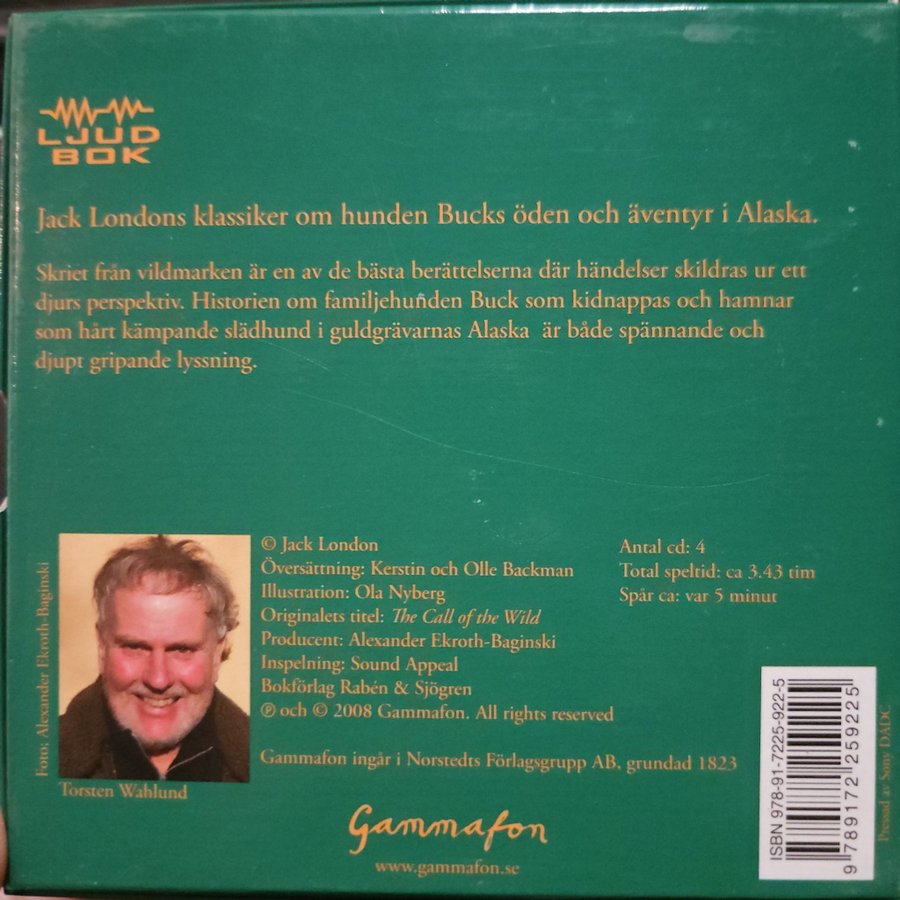 LJUD
BOK
Jack Londons klassiker om hunden Bucks öden och äventyr i Alaska.
Skriet från vildmarken är en av de bästa berättelserna där händelser skildras ur ett
djurs perspektiv. Historien om familjehunden Buck som kidnappas och hamnar
som hårt kämpande slädhund i guldgrävarnas Alaska är både spännande och
djupt gripande lyssning.
Foto: Alexander Ekroth-Baginski
Torsten Wahlund
© Jack London
Översättning: Kerstin och Olle Backman
Illustration: Ola Nyberg
Originalets titel: The Call of the Wild
Producent: Alexander Ekroth-Baginski
Inspelning: Sound Appeal
Bokförlag Rabén & Sjögren
℗ och © 2008 Gammafon. All rights reserved
Gammafon ingår i Norstedts Förlagsgrupp AB, grundad 1823
Antal cd: 4
Total speltid: ca 3.43 tim
Spår ca: var 5 minut
Gammafon
www.gammafon.se
ISBN 978-91-7225-922-5
9 789172 259225
Pressad av Sony DADC